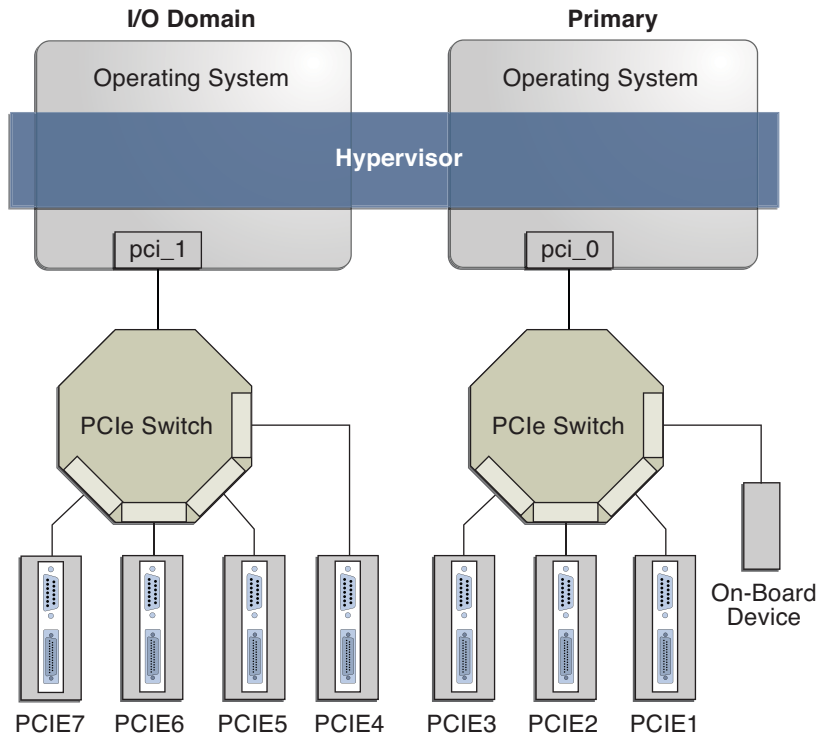 I/O Domain
Primary
Operating System
Operating System
Hypervisor
pci_1
pci_0
PCIe Switch
PCIe Switch
On-Board
Device
PCIE7
PCIE6
PCIE5
PCIE4
PCIE3
PCIE2
PCIE1